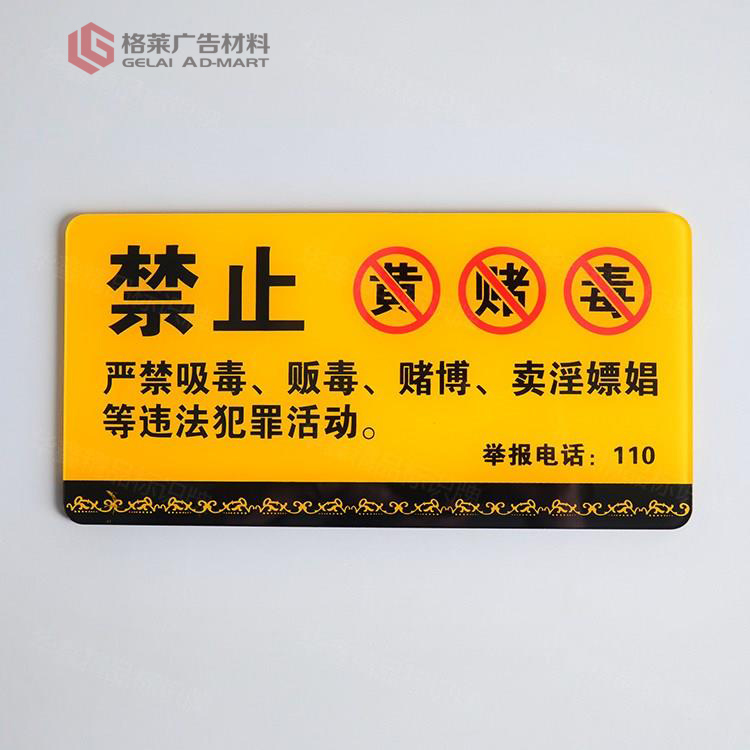 格莱广告材料
GELAI AD-MART
禁止 黄 赌 毒
严禁吸毒、贩毒、赌博、卖淫嫖娼
等违法犯罪活动。
举报电话：110